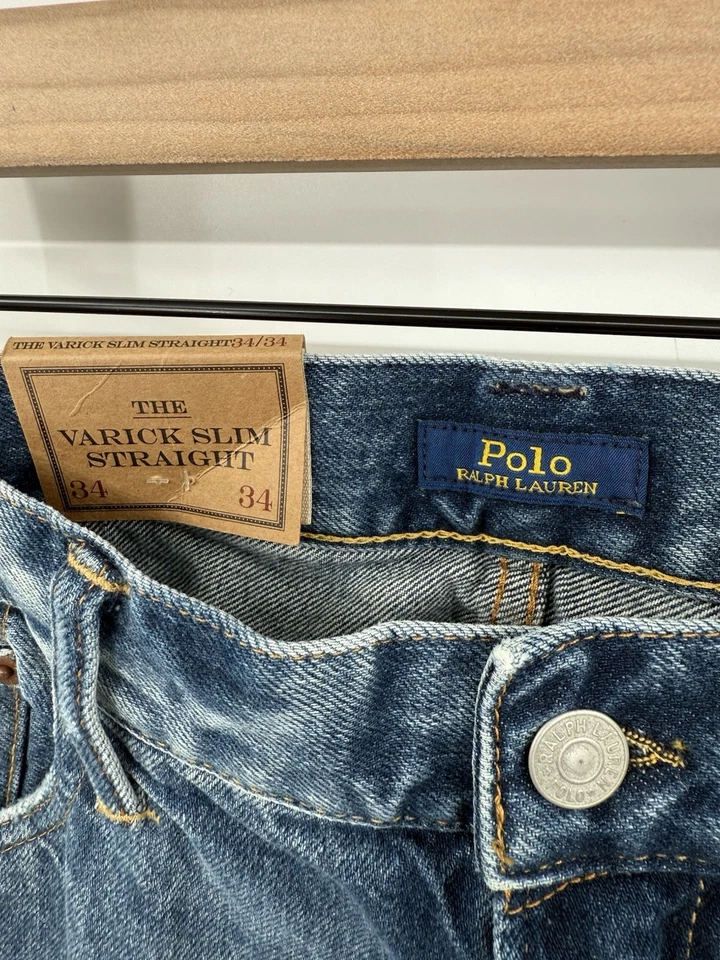 THE VARICK SLIM STRAIGHT 34/34
THE
VARICK SLIM
STRAIGHT
34 34
Polo
RALPH LAUREN
RALPH LAUREN
POLO